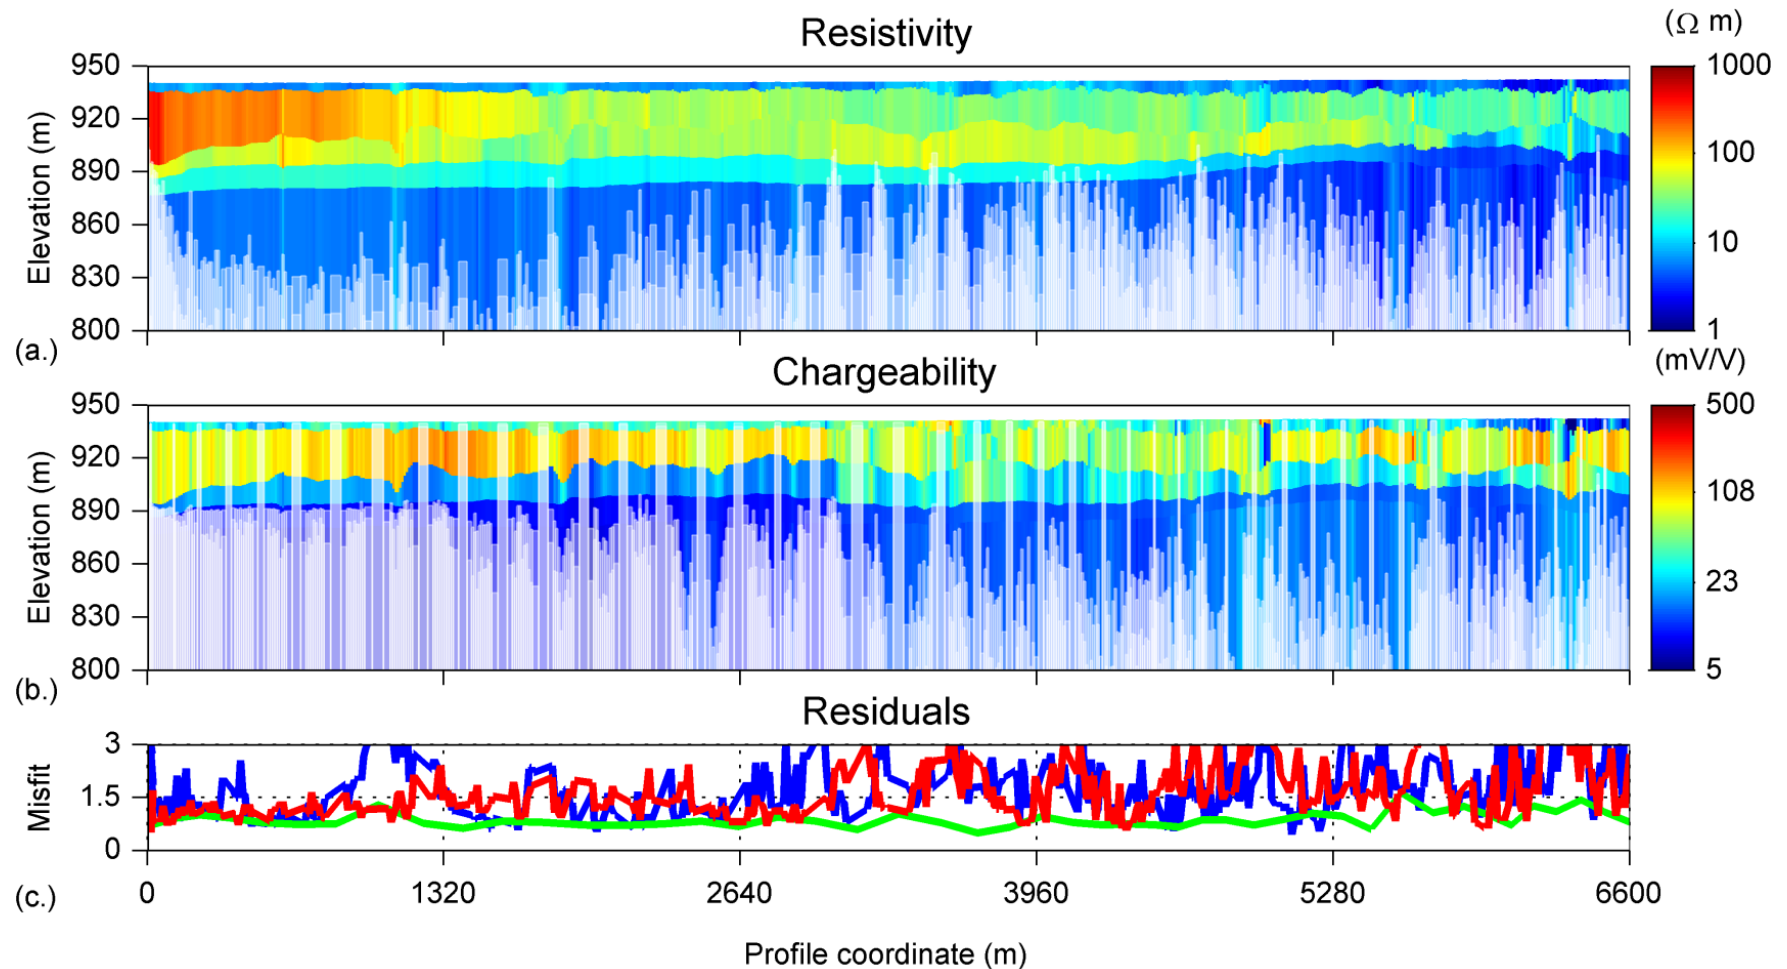 Resistivity
(Ω m)
950
920
890
860
830
800
Elevation (m)
1000
100
10
1
(a.)
Chargeability
(mV/V)
950
920
890
860
830
800
Elevation (m)
500
108
23
5
(b.)
Residuals
3
1.5
0
Misfit
(c.)
0 1320 2640 3960 5280 6600
Profile coordinate (m)